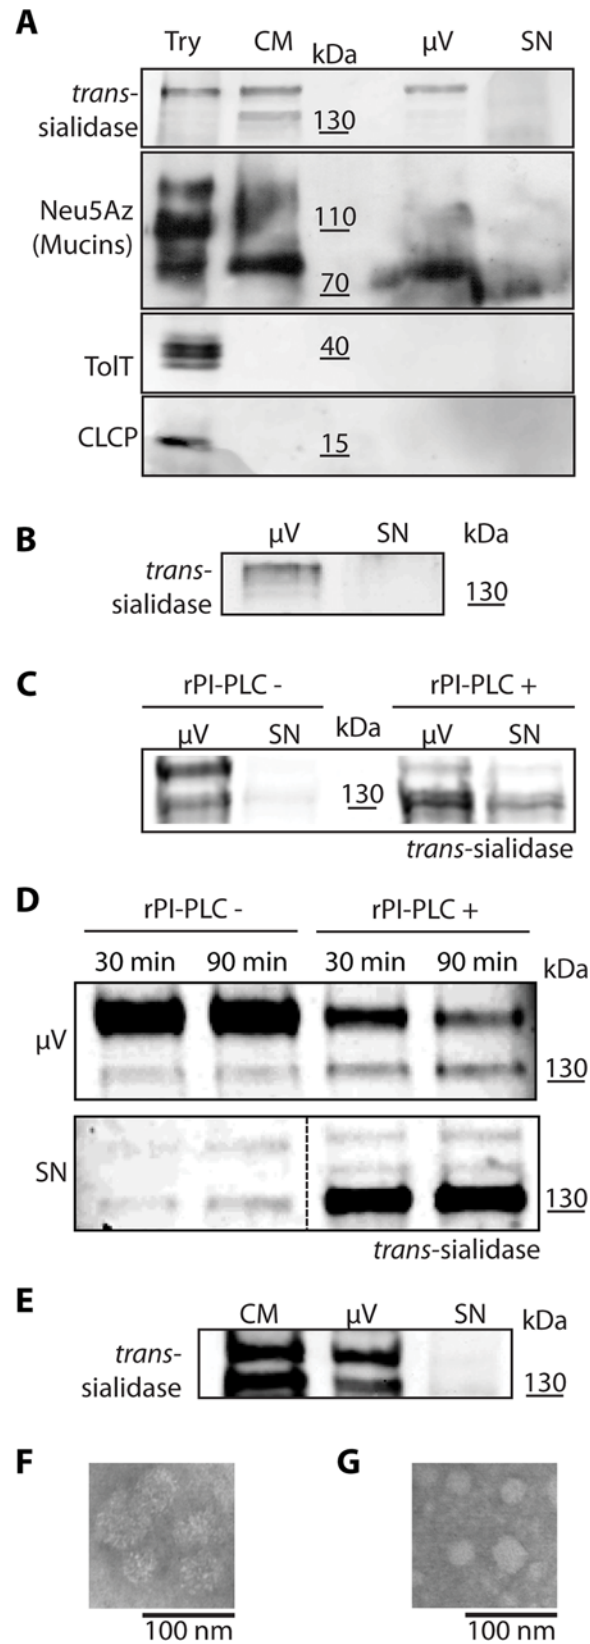 A
Try CM kDa µV SN
trans-
sialidase
130
Neu5Az
(Mucins)
110
70
TolT
40
CLCP
15
B
µV SN kDa
trans-
sialidase
130
C
rPI-PLC - rPI-PLC +
µV SN kDa µV SN
130
trans-sialidase
D
rPI-PLC - rPI-PLC +
30 min 90 min 30 min 90 min kDa
µV
130
SN
130
trans-sialidase
E
CM µV SN kDa
trans-
sialidase
130
F G
100 nm 100 nm